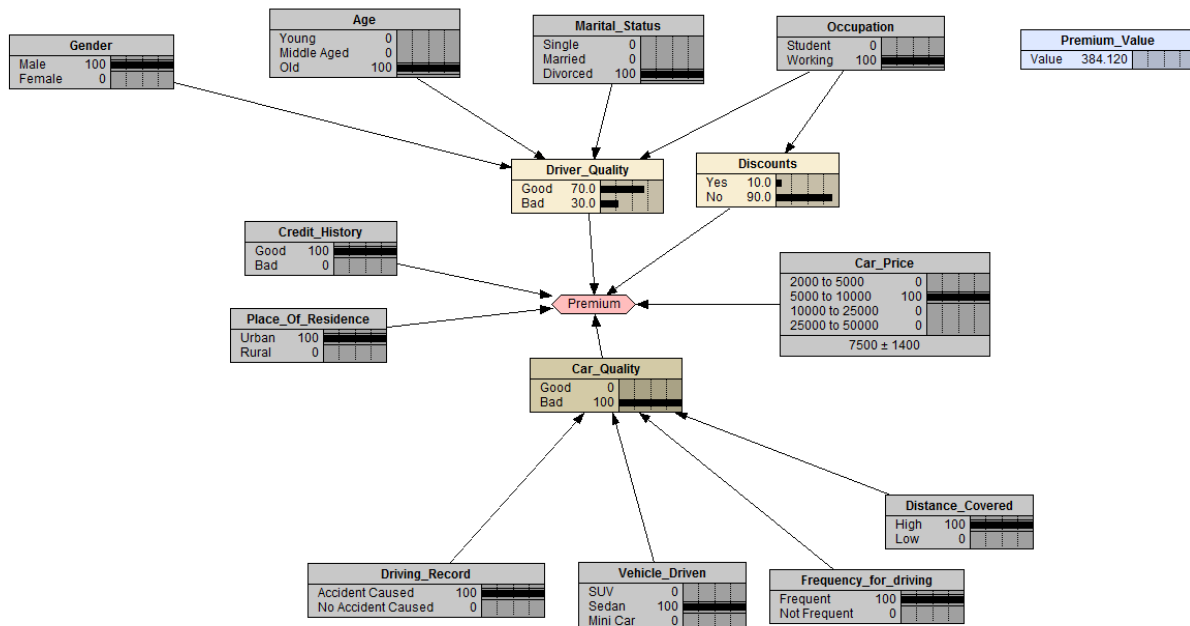 Gender
Male 100
Female 0
Age
Young 0
Middle Aged 0
Old 100
Marital_Status
Single 0
Married 0
Divorced 100
Occupation
Student 0
Working 100
Premium_Value
Value 384.120
Driver_Quality
Good 70.0
Bad 30.0
Discounts
Yes 10.0
No 90.0
Credit_History
Good 100
Bad 0
Premium
Car_Price
2000 to 5000 0
5000 to 10000 100
10000 to 25000 0
25000 to 50000 0
7500 ± 1400
Place_Of_Residence
Urban 100
Rural 0
Car_Quality
Good 0
Bad 100
Distance_Covered
High 100
Low 0
Driving_Record
Accident Caused 100
No Accident Caused 0
Vehicle_Driven
SUV 0
Sedan 100
Mini Car 0
Frequency_for_driving
Frequent 100
Not Frequent 0